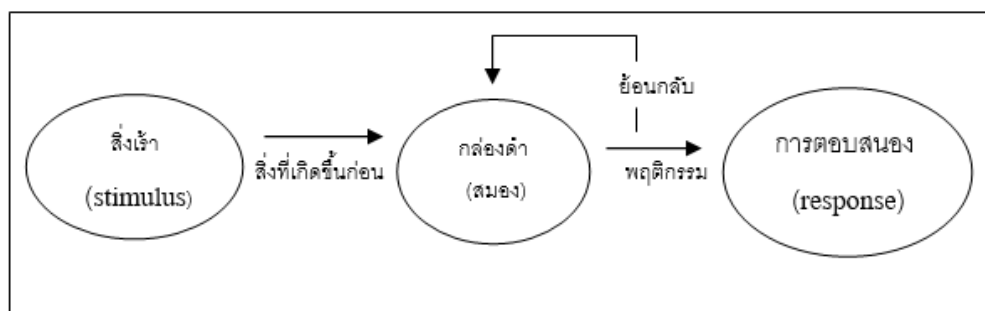 สิ่งเร้า
(stimulus)
สิ่งที่เกิดขึ้นก่อน
กล่องดำ
(สมอง)
ย้อนกลับ
พฤติกรรม
การตอบสนอง
(response)